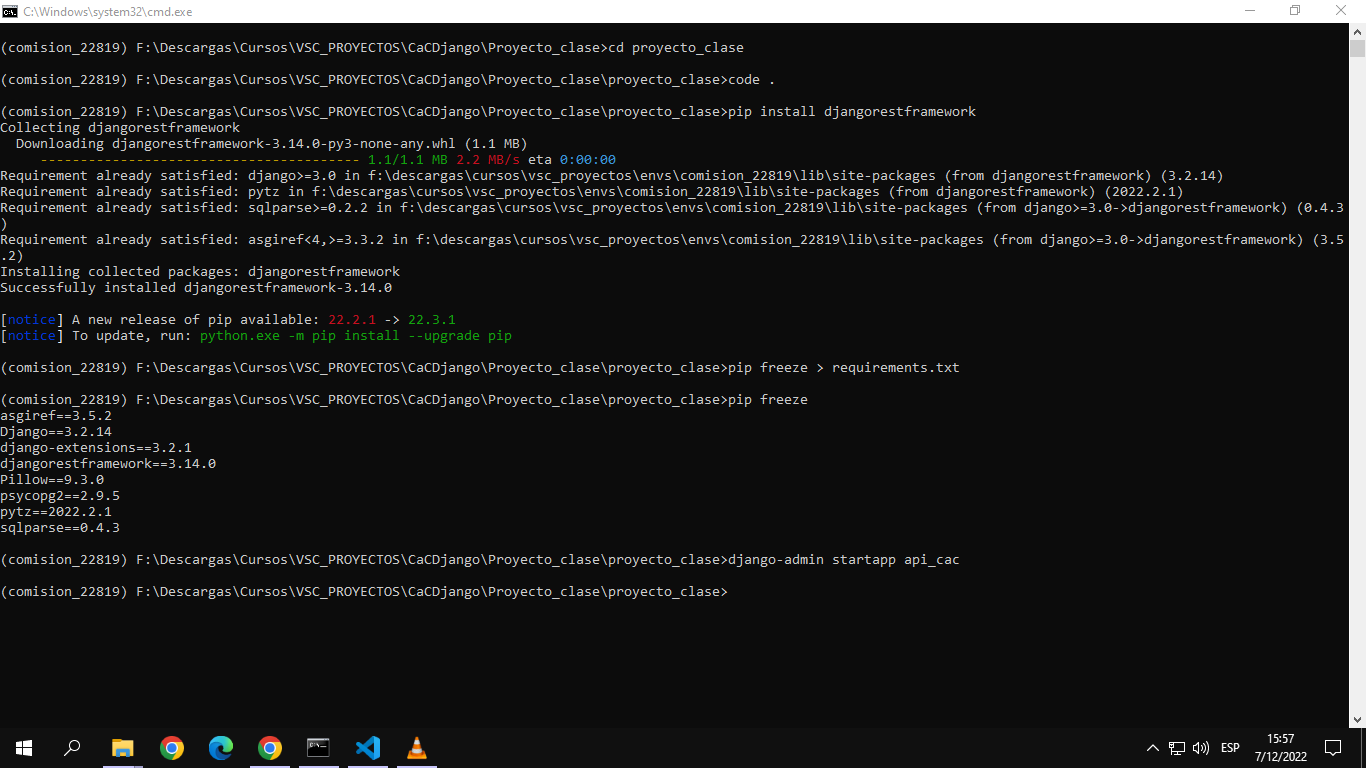 C:\Windows\system32\cmd.exe
(comision_22819) F:\Descargas\Cursos\VSC_PROYECTOS\CaCDjango\Proyecto_clase>cd proyecto_clase
(comision_22819) F:\Descargas\Cursos\VSC_PROYECTOS\CaCDjango\Proyecto_clase\proyecto_clase>code .
(comision_22819) F:\Descargas\Cursos\VSC_PROYECTOS\CaCDjango\Proyecto_clase\proyecto_clase>pip install djangorestframework
Collecting djangorestframework
  Downloading djangorestframework-3.14.0-py3-none-any.whl (1.1 MB)
     ---------------------------------------- 1.1/1.1 MB 2.2 MB/s eta 0:00:00
Requirement already satisfied: django>=3.0 in f:\descargas\cursos\vsc_proyectos\envs\comision_22819\lib\site-packages (from djangorestframework) (3.2.14)
Requirement already satisfied: pytz in f:\descargas\cursos\vsc_proyectos\envs\comision_22819\lib\site-packages (from djangorestframework) (2022.2.1)
Requirement already satisfied: sqlparse>=0.2.2 in f:\descargas\cursos\vsc_proyectos\envs\comision_22819\lib\site-packages (from django>=3.0->djangorestframework) (0.4.3
)
Requirement already satisfied: asgiref<4,>=3.3.2 in f:\descargas\cursos\vsc_proyectos\envs\comision_22819\lib\site-packages (from django>=3.0->djangorestframework) (3.5
.2)
Installing collected packages: djangorestframework
Successfully installed djangorestframework-3.14.0
[notice] A new release of pip available: 22.2.1 -> 22.3.1
[notice] To update, run: python.exe -m pip install --upgrade pip
(comision_22819) F:\Descargas\Cursos\VSC_PROYECTOS\CaCDjango\Proyecto_clase\proyecto_clase>pip freeze > requirements.txt
(comision_22819) F:\Descargas\Cursos\VSC_PROYECTOS\CaCDjango\Proyecto_clase\proyecto_clase>pip freeze
asgiref==3.5.2
Django==3.2.14
django-extensions==3.2.1
djangorestframework==3.14.0
Pillow==9.3.0
psycopg2==2.9.5
pytz==2022.2.1
sqlparse==0.4.3
(comision_22819) F:\Descargas\Cursos\VSC_PROYECTOS\CaCDjango\Proyecto_clase\proyecto_clase>django-admin startapp api_cac
(comision_22819) F:\Descargas\Cursos\VSC_PROYECTOS\CaCDjango\Proyecto_clase\proyecto_clase>
ESP
15:57
7/12/2022